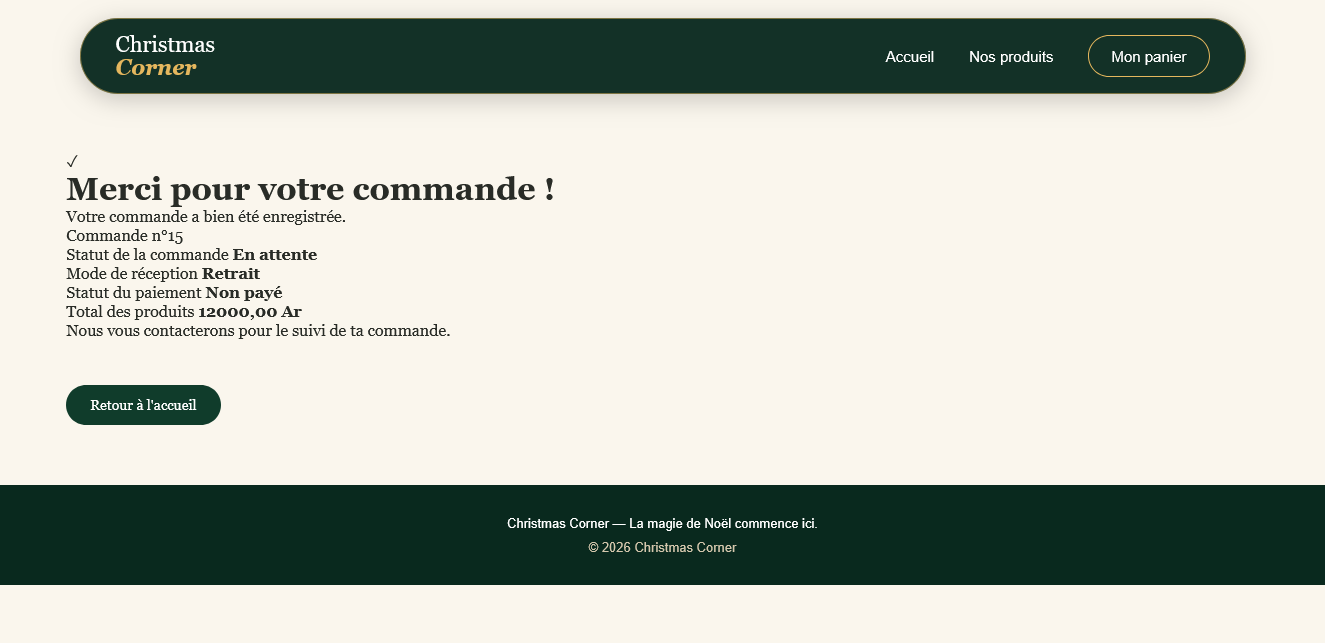 Christmas
Corner
Accueil
Nos produits
Mon panier
✓
Merci pour votre commande !
Votre commande a bien été enregistrée.
Commande n°15
Statut de la commande En attente
Mode de réception Retrait
Statut du paiement Non payé
Total des produits 12000,00 Ar
Nous vous contacterons pour le suivi de ta commande.
Retour à l'accueil
Christmas Corner — La magie de Noël commence ici.
© 2026 Christmas Corner